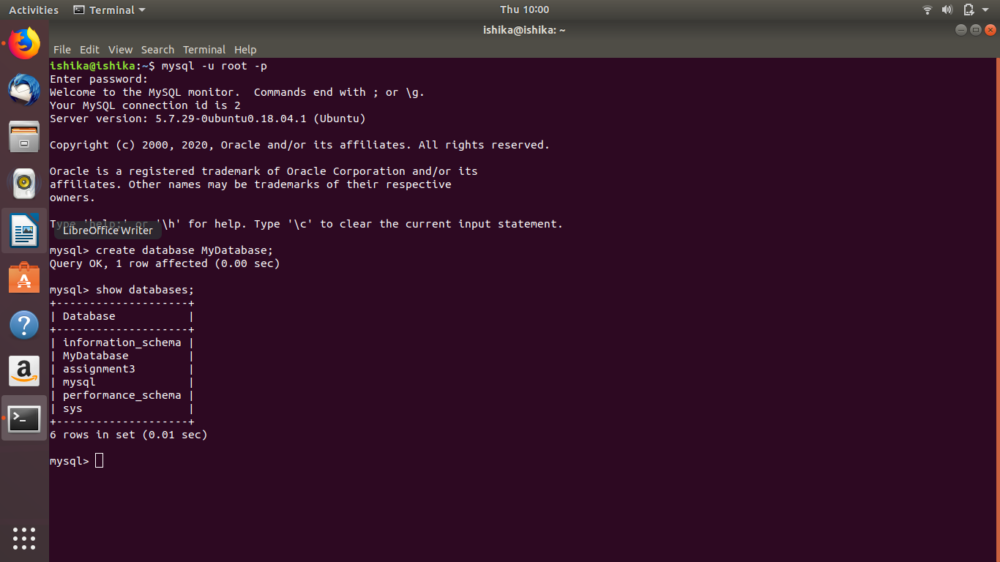 Activities Terminal Thu 10:00
ishika@ishika: ~
File Edit View Search Terminal Help
ishika@ishika:~$ mysql -u root -p
Enter password:
Welcome to the MySQL monitor.  Commands end with ; or \g.
Your MySQL connection id is 2
Server version: 5.7.29-0ubuntu0.18.04.1 (Ubuntu)
Copyright (c) 2000, 2020, Oracle and/or its affiliates. All rights reserved.
Oracle is a registered trademark of Oracle Corporation and/or its
affiliates. Other names may be trademarks of their respective
owners.
Type 'help;' or '\h' for help. Type '\c' to clear the current input statement.
LibreOffice Writer
mysql> create database MyDatabase;
Query OK, 1 row affected (0.00 sec)
mysql> show databases;
+--------------------+
| Database           |
+--------------------+
| information_schema |
| MyDatabase         |
| assignment3        |
| mysql              |
| performance_schema |
| sys                |
+--------------------+
6 rows in set (0.01 sec)
mysql>